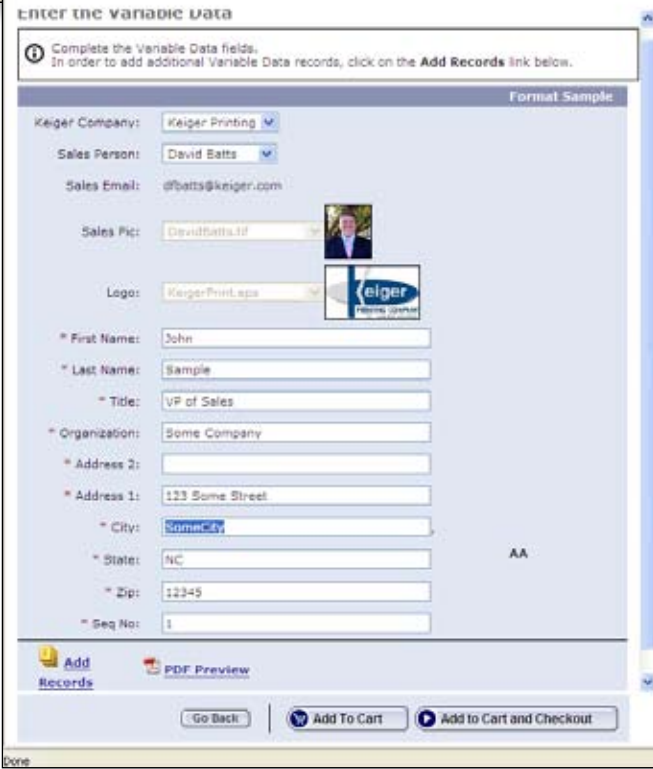 Enter the Variable Data
Complete the Variable Data fields.
In order to add additional Variable Data records, click on the Add Records link below.
Format Sample
Keiger Company: Keiger Printing
Sales Person: David Batts
Sales Email: dfbatts@keiger.com
Sales Pic: DavidBatts.tif
Logo: KeigerPrint.eps
Keiger
PRINTING COMPANY
* First Name: John
* Last Name: Sample
* Title: VP of Sales
* Organization: Some Company
* Address 2:
* Address 1: 123 Some Street
* City: SomeCity ,
* State: NC AA
* Zip: 12345
* Seq No: 1
Add Records PDF Preview
Go Back Add To Cart Add to Cart and Checkout
Done